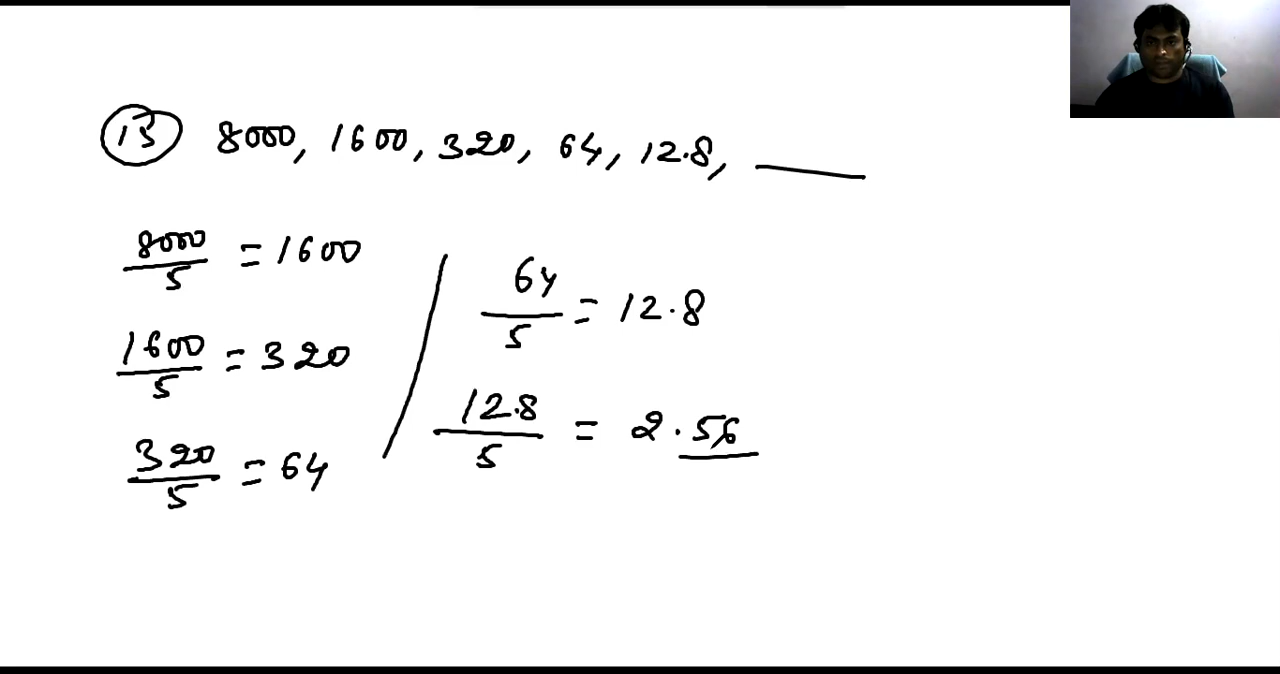 15 8000, 1600, 320, 64, 12.8, ______
8000/5 = 1600
1600/5 = 320
320/5 = 64
64/5 = 12.8
12.8/5 = 2.56